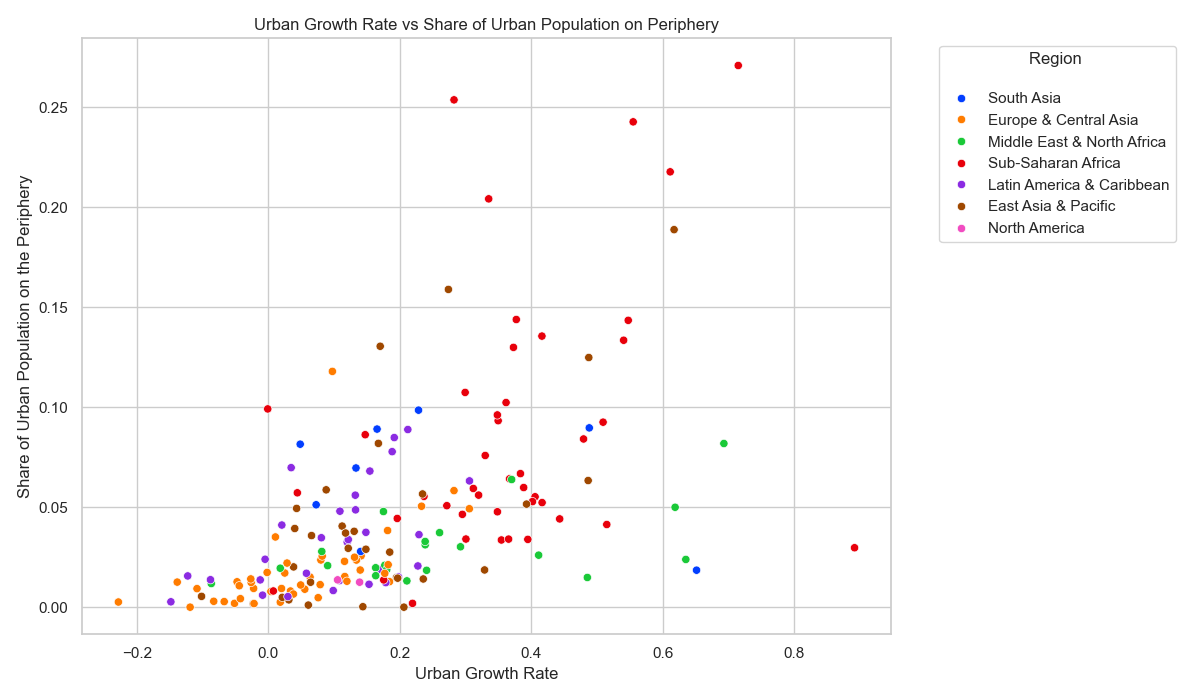 Urban Growth Rate vs Share of Urban Population on Periphery
Share of Urban Population on the Periphery
0.25
0.20
0.15
0.10
0.05
0.00
−0.2
0.0
0.2
0.4
0.6
0.8
Urban Growth Rate
Region
South Asia
Europe & Central Asia
Middle East & North Africa
Sub-Saharan Africa
Latin America & Caribbean
East Asia & Pacific
North America